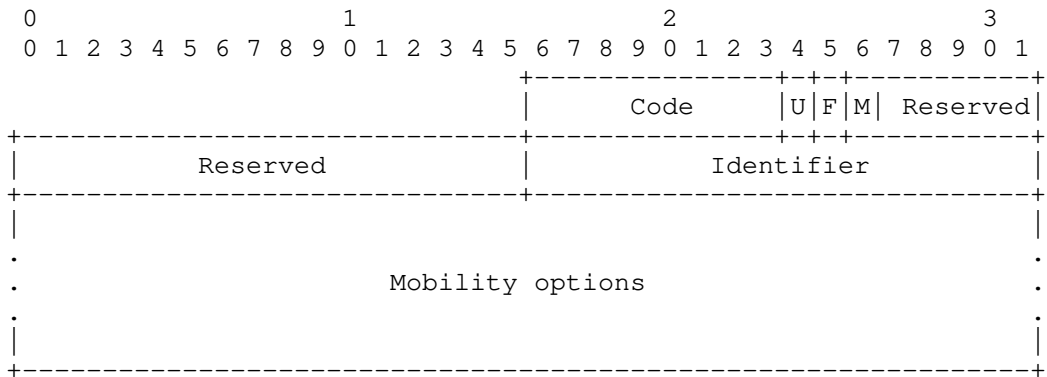 0                   1                   2                   3
0 1 2 3 4 5 6 7 8 9 0 1 2 3 4 5 6 7 8 9 0 1 2 3 4 5 6 7 8 9 0 1
Code |U|F|M| Reserved
Reserved | Identifier
Mobility options